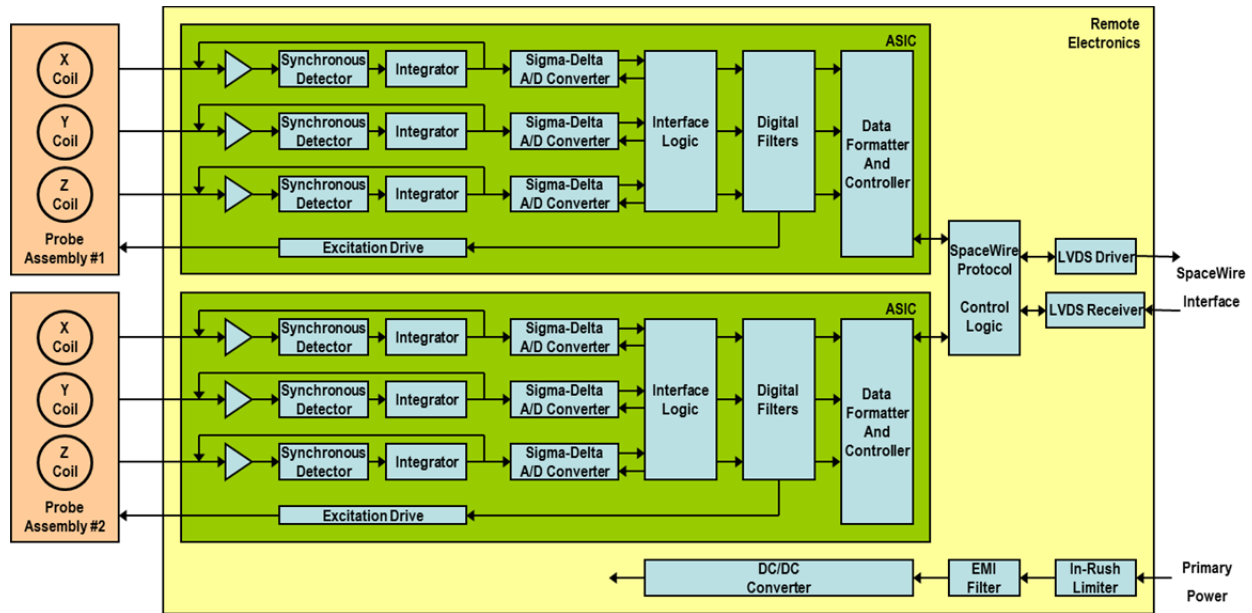 Remote
Electronics
ASIC
X
Coil
Y
Coil
Z
Coil
Probe
Assembly #1
Synchronous
Detector
Integrator
Sigma-Delta
A/D Converter
Synchronous
Detector
Integrator
Sigma-Delta
A/D Converter
Synchronous
Detector
Integrator
Sigma-Delta
A/D Converter
Interface
Logic
Digital
Filters
Data
Formatter
And
Controller
Excitation Drive
SpaceWire
Protocol
Control
Logic
LVDS Driver
LVDS Receiver
SpaceWire
Interface
ASIC
X
Coil
Y
Coil
Z
Coil
Probe
Assembly #2
Synchronous
Detector
Integrator
Sigma-Delta
A/D Converter
Synchronous
Detector
Integrator
Sigma-Delta
A/D Converter
Synchronous
Detector
Integrator
Sigma-Delta
A/D Converter
Interface
Logic
Digital
Filters
Data
Formatter
And
Controller
Excitation Drive
DC/DC
Converter
EMI
Filter
In-Rush
Limiter
Primary
Power